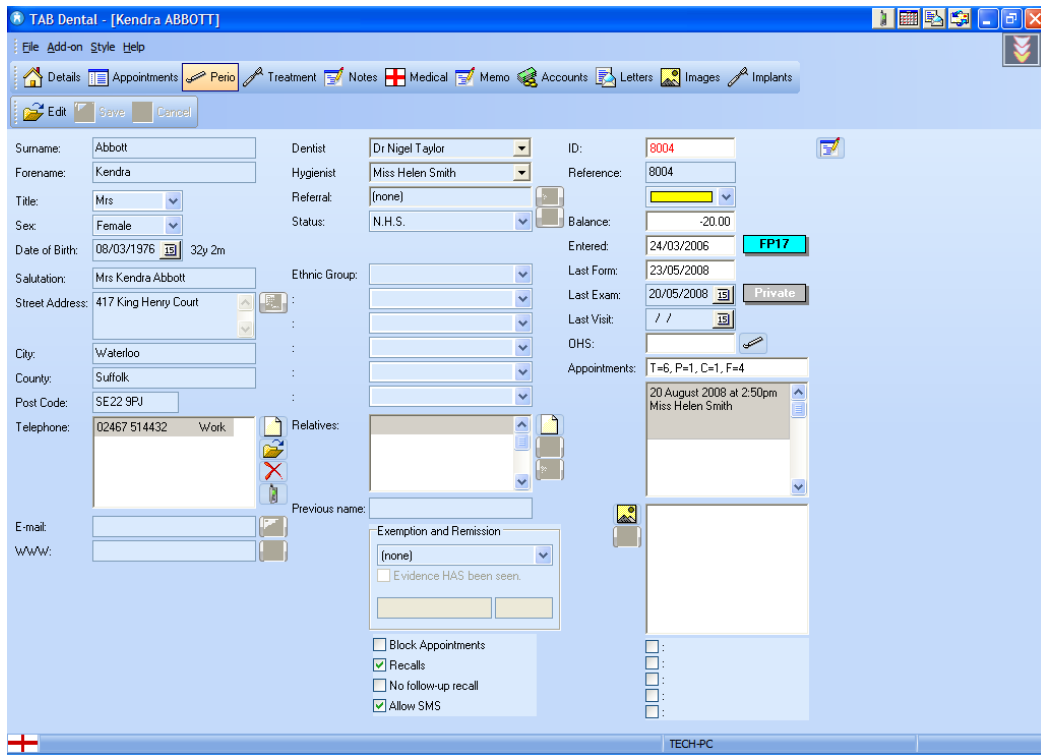 TAB Dental - [Kendra ABBOTT]
File Add-on Style Help
Details Appointments Perio Treatment Notes Medical Memo Accounts Letters Images Implants
Edit Save Cancel
Surname: Abbott Dentist Dr Nigel Taylor ID: 8004
Forename: Kendra Hygienist Miss Helen Smith Reference: 8004
Title: Mrs Referral: (none)
Sex: Female Status: N.H.S. Balance: -20.00
Date of Birth: 08/03/1976 15 32y 2m Entered: 24/03/2006 FP17
Salutation: Mrs Kendra Abbott Ethnic Group: Last Form: 23/05/2008
Street Address: 417 King Henry Court : Last Exam: 20/05/2008 15 Private
: Last Visit: / / 15
City: Waterloo : OHS:
County: Suffolk : Appointments: T=6, P=1, C=1, F=4
Post Code: SE22 9PJ : 20 August 2008 at 2:50pm
Miss Helen Smith
Telephone: 02467 514432 Work Relatives:
Previous name:
E-mail: Exemption and Remission
WWW: (none)
Evidence HAS been seen.
Block Appointments :
Recalls :
No follow-up recall :
Allow SMS :
:
TECH-PC